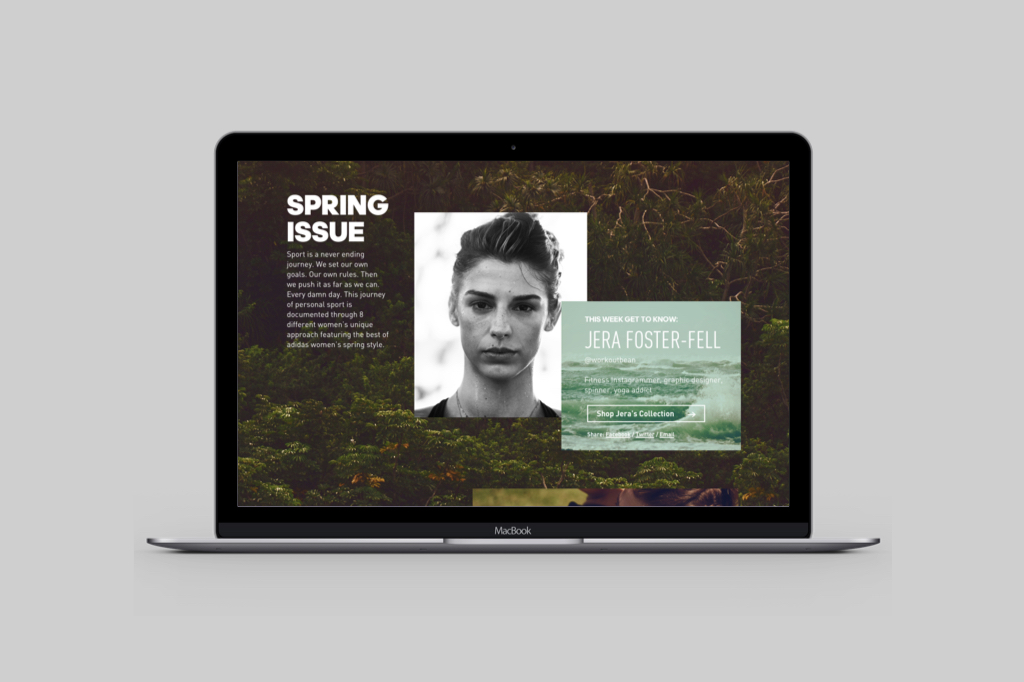 SPRING
ISSUE
Sport is a never ending
journey. We set our own
goals. Our own rules. Then
we push it as far as we can.
Every damn day. This journey
of personal sport is
documented through 8
different women's unique
approach featuring the best of
adidas women's spring style.
THIS WEEK GET TO KNOW:
JERA FOSTER-FELL
@workoutbean
Fitness Instagrammer, graphic designer,
spinner, yoga addict
Shop Jera's Collection
Share: Facebook / Twitter / Email
MacBook